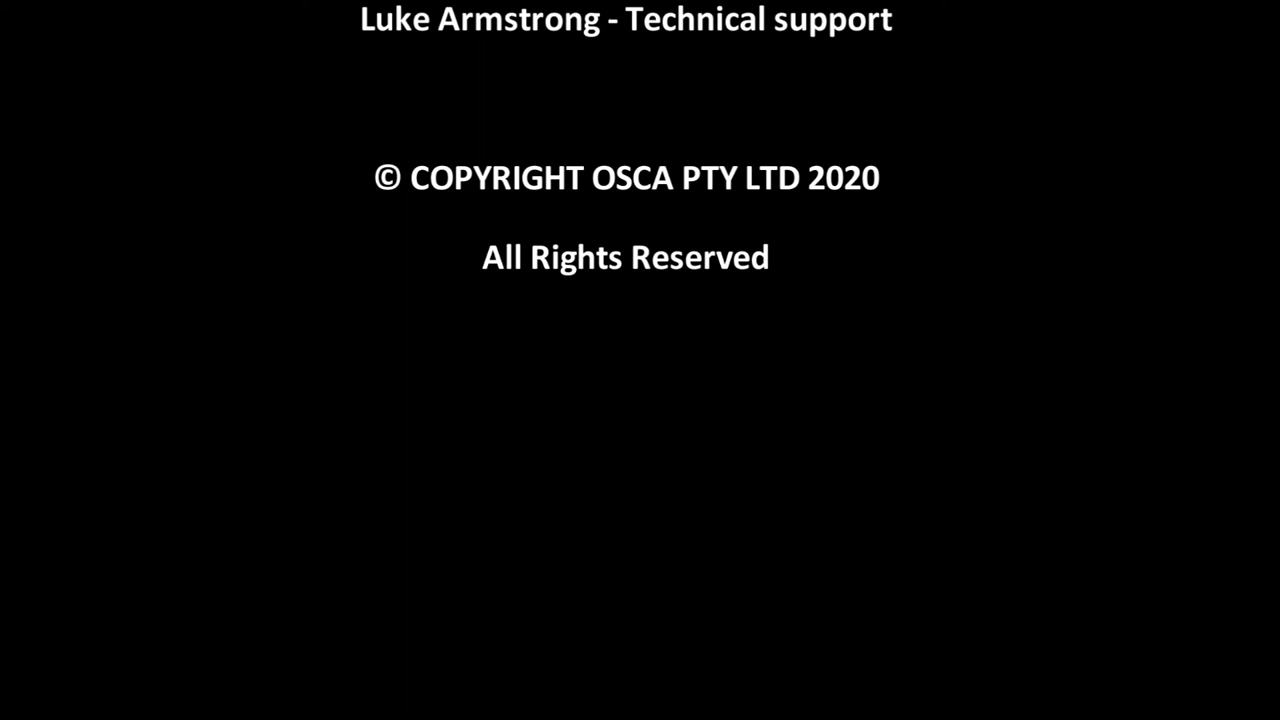 Luke Armstrong - Technical support
© COPYRIGHT OSCA PTY LTD 2020
All Rights Reserved